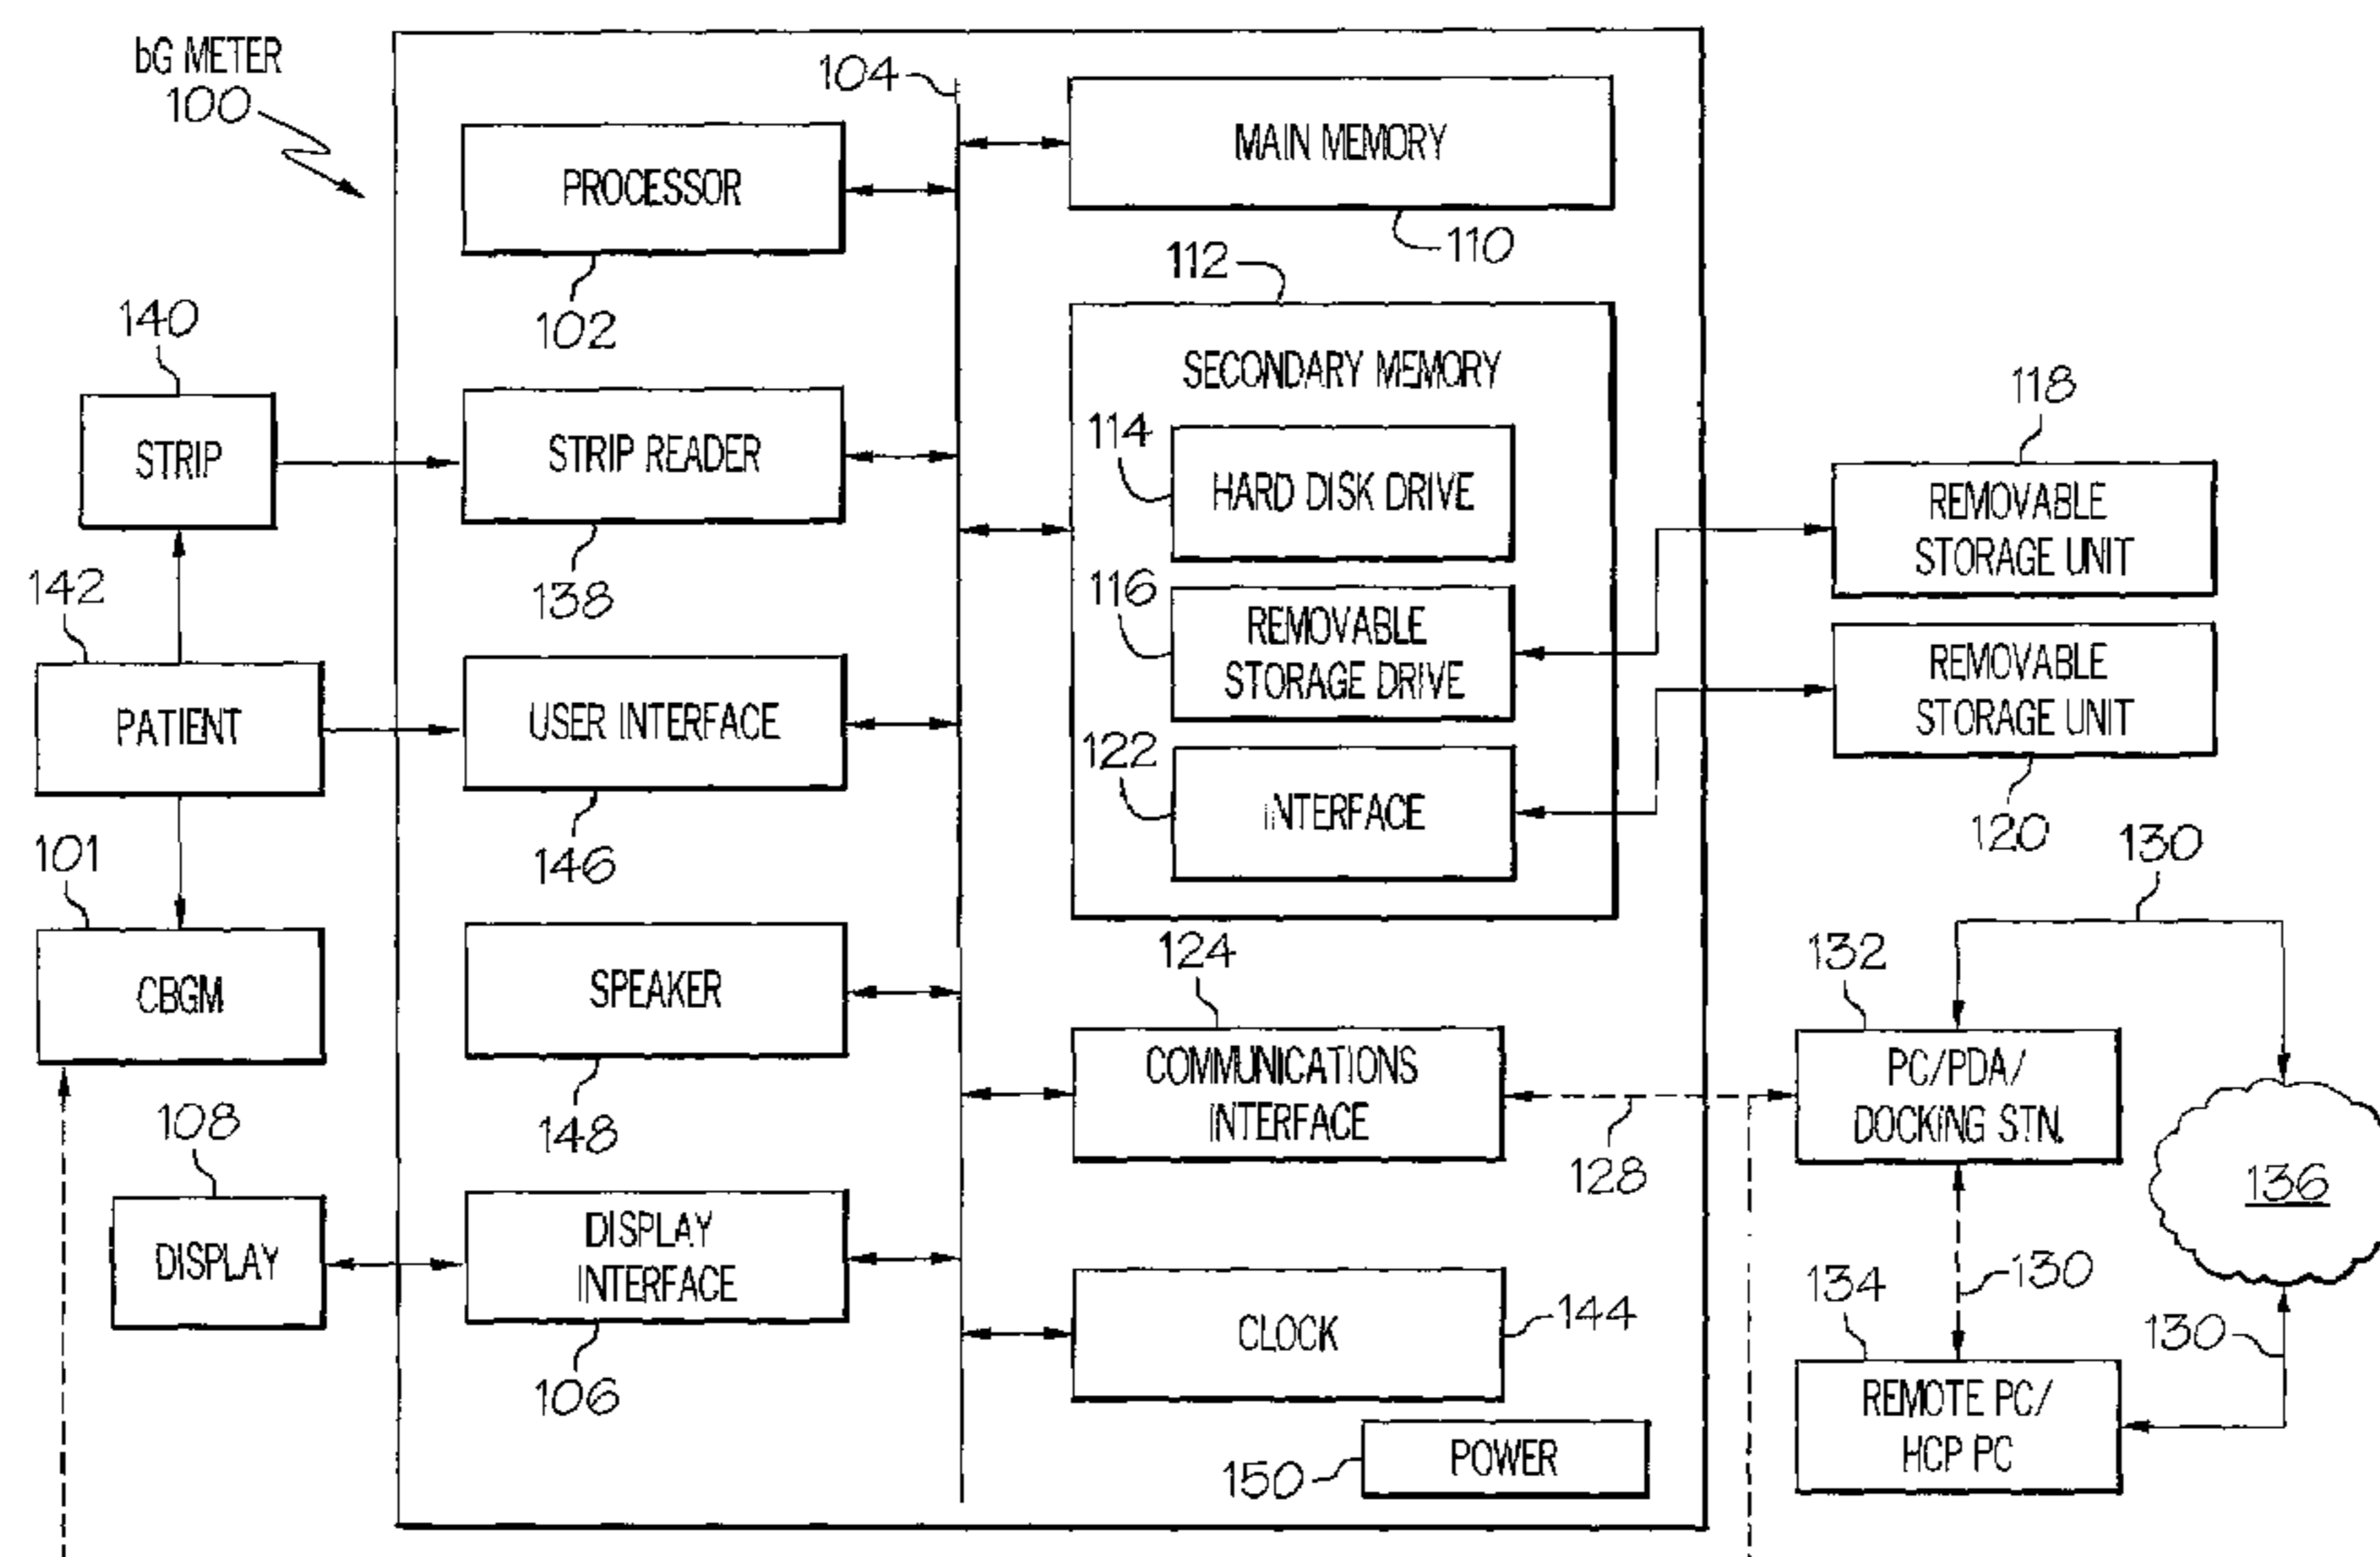 bG METER
100
104
MAIN MEMORY
110
PROCESSOR
102
112
SECONDARY MEMORY
140
STRIP
STRIP READER
138
114
HARD DISK DRIVE
118
REMOVABLE
STORAGE UNIT
116
REMOVABLE
STORAGE DRIVE
142
PATIENT
USER INTERFACE
146
REMOVABLE
STORAGE UNIT
120
122
INTERFACE
101
CBGM
SPEAKER
148
124
COMMUNICATIONS
INTERFACE
128
130
132
PC/PDA/
DOCKING STN.
136
108
DISPLAY
DISPLAY
INTERFACE
106
CLOCK
144
130
134
130
REMOTE PC/
HCP PC
150
POWER